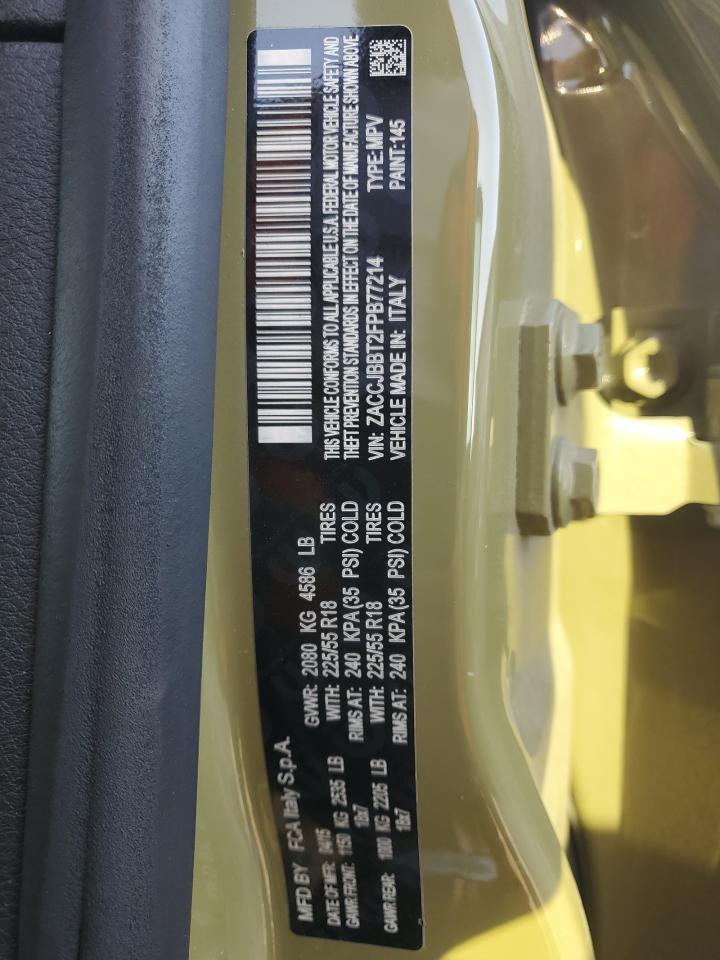 MFD BY FCA Italy S.p.A.
DATE OF MFR: 04/15 GVWR: 2080 KG 4586 LB
GAWR FRONT: 1150 KG 2535 LB WITH: 225/55 R18 TIRES
18x7 RIMS AT: 240 KPA(35 PSI) COLD
GAWR REAR: 1000 KG 2205 LB WITH: 225/55 R18 TIRES
18x7 RIMS AT: 240 KPA(35 PSI) COLD
THIS VEHICLE CONFORMS TO ALL APPLICABLE U.S.A. FEDERAL MOTOR VEHICLE SAFETY AND
THEFT PREVENTION STANDARDS IN EFFECT ON THE DATE OF MANUFACTURE SHOWN ABOVE
VIN: ZACCJBBT2FPB77214 TYPE:MPV
VEHICLE MADE IN: ITALY PAINT:145